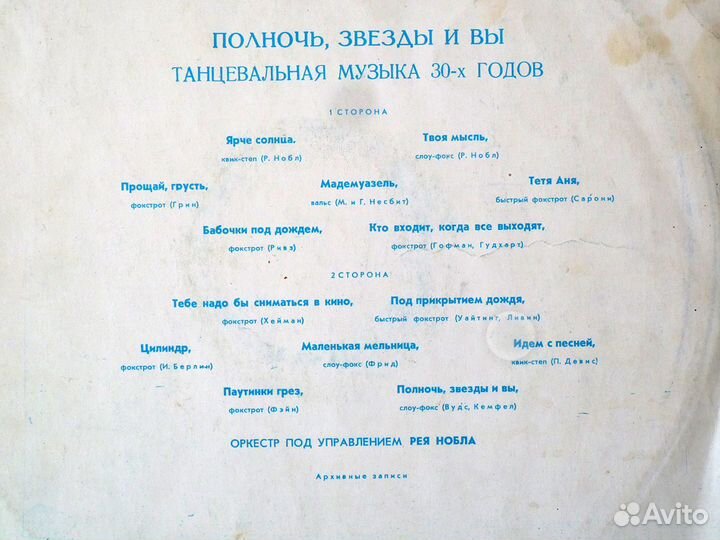 ПОЛНОЧЬ, ЗВЕЗДЫ И ВЫ
ТАНЦЕВАЛЬНАЯ МУЗЫКА 30-х ГОДОВ
1 СТОРОНА
Ярче солнца. Твоя мысль,
квик-степ (Р. Нобл) слоу-фокс (Р. Нобл)
Прощай, грусть, Мадемуазель, Тетя Аня,
фокстрот (Грин) вальс (М. и Г. Несбит) быстрый фокстрот (Сарони)
Бабочки под дождем, Кто входит, когда все выходят,
фокстрот (Ривз) фокстрот (Гофман, Гудхарт)
2 СТОРОНА
Тебе надо бы сниматься в кино, Под прикрытием дождя,
фокстрот (Хейман) быстрый фокстрот (Уайтинг, Ливин)
Цилиндр, Маленькая мельница, Идем с песней,
фокстрот (И. Берлин) слоу-фокс (Фрид) квик-степ (П. Девис)
Паутинки грез, Полночь, звезды и вы,
фокстрот (Фэйн) слоу-фокс (Вудс, Кемфел)
ОРКЕСТР ПОД УПРАВЛЕНИЕМ РЕЯ НОБЛА
Архивные записи
Avito